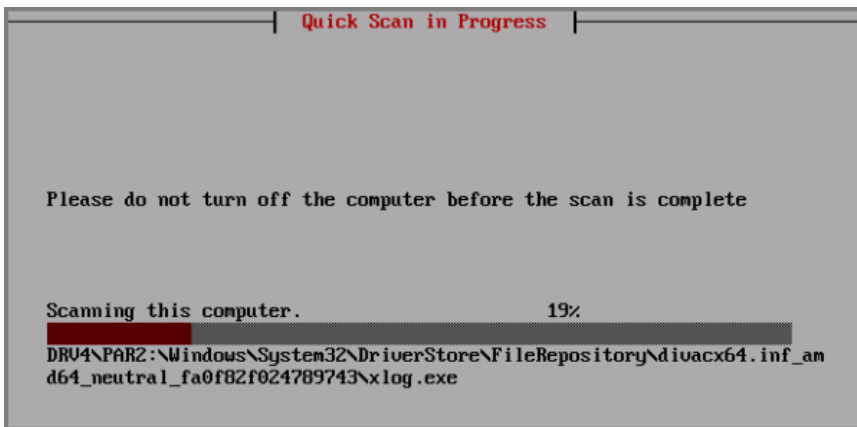 Quick Scan in Progress
Please do not turn off the computer before the scan is complete
Scanning this computer. 19%
DRV4\PAR2:\Windows\System32\DriverStore\FileRepository\divacx64.inf_am
d64_neutral_fa0f82f024789743\xlog.exe